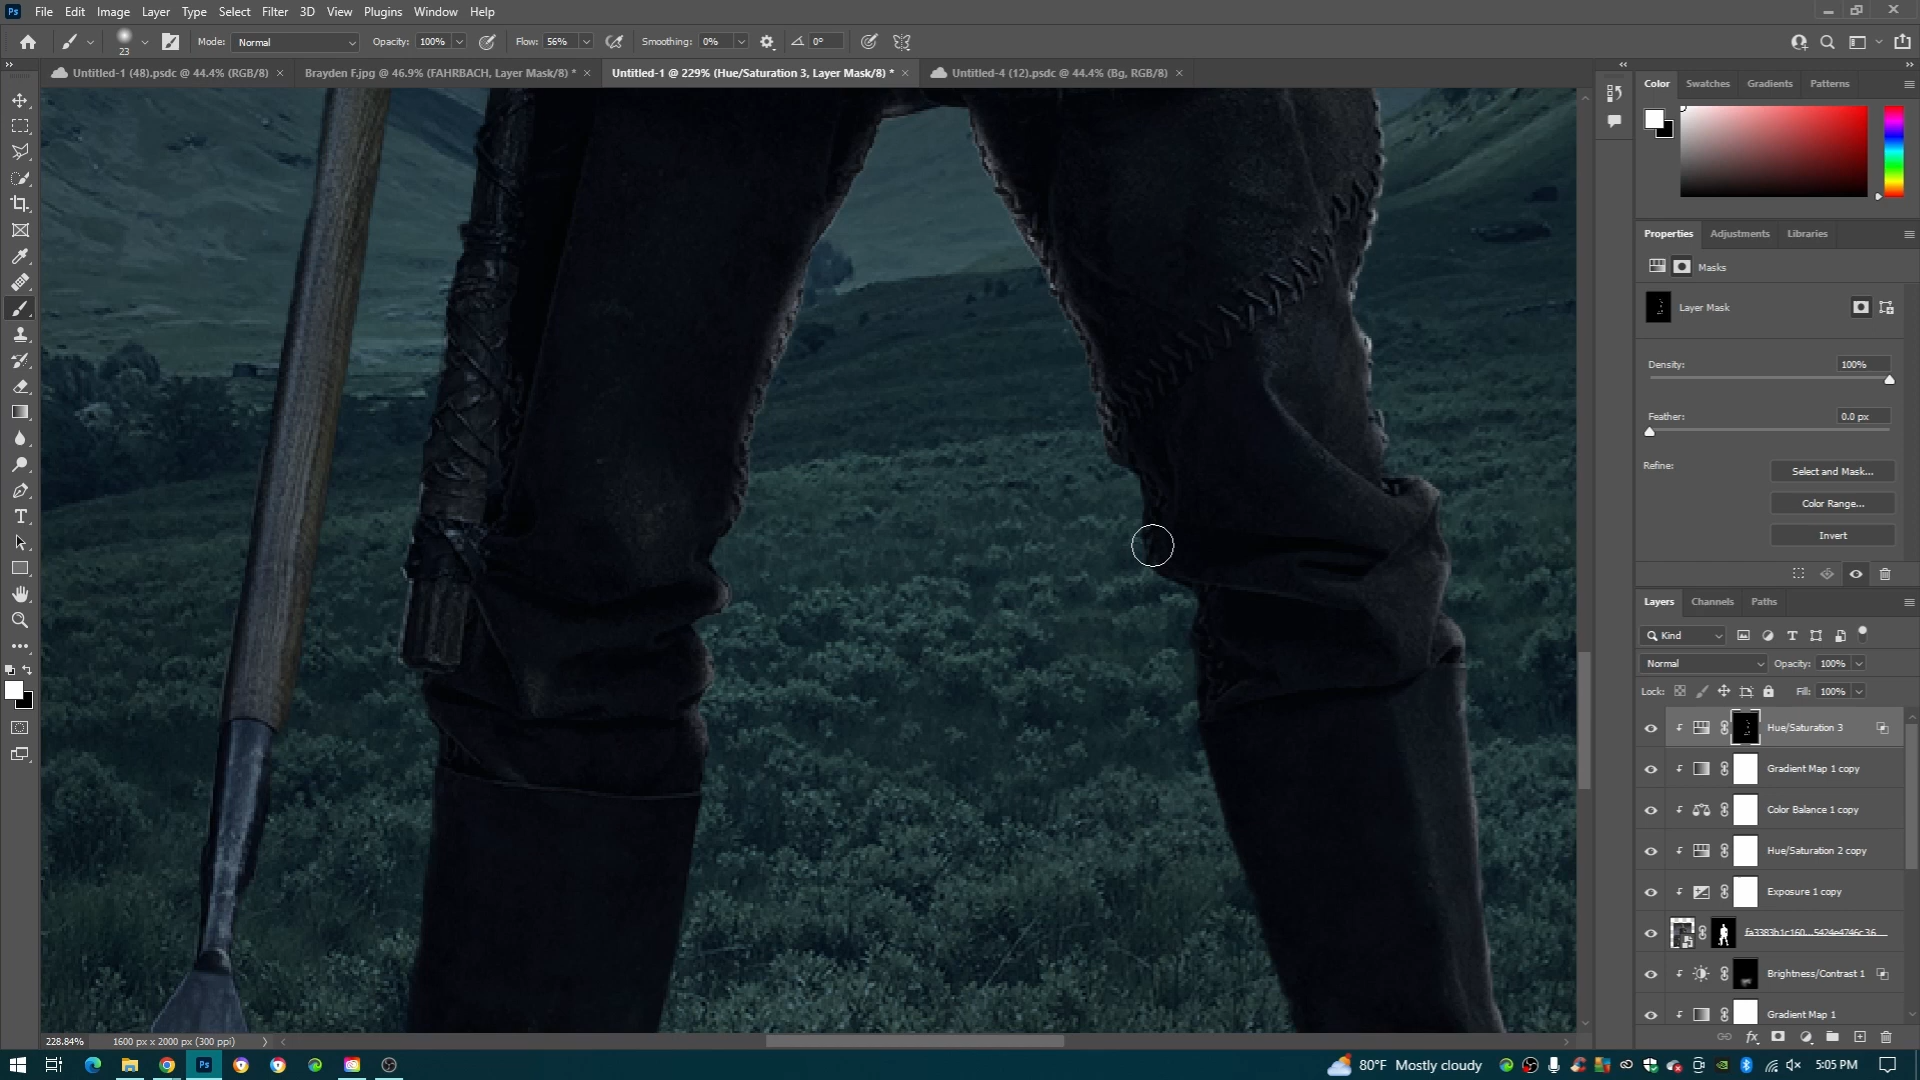 Ps File Edit Image Layer Type Select Filter 3D View Plugins Window Help
23 Mode: Normal Opacity: 100% Flow: 56% Smoothing: 0% 0°
Untitled-1 (48).psdc @ 44.4% (RGB/8) × Brayden F.jpg @ 46.9% (FAHRBACH, Layer Mask/8) * × Untitled-1 @ 229% (Hue/Saturation 3, Layer Mask/8) * × Untitled-4 (12).psdc @ 44.4% (Bg, RGB/8) ×
Color Swatches Gradients Patterns
Properties Adjustments Libraries
Masks
Layer Mask
Density: 100%
Feather: 0.0 px
Refine: Select and Mask...
Color Range...
Invert
Layers Channels Paths
Kind
Normal Opacity: 100%
Lock: Fill: 100%
Hue/Saturation 3
Gradient Map 1 copy
Color Balance 1 copy
Hue/Saturation 2 copy
Exposure 1 copy
fa3383b1c160...5424e4746c36...
Brightness/Contrast 1
Gradient Map 1
fx
228.84% 1600 px x 2000 px (300 ppi)
Ps 80°F Mostly cloudy 5:05 PM